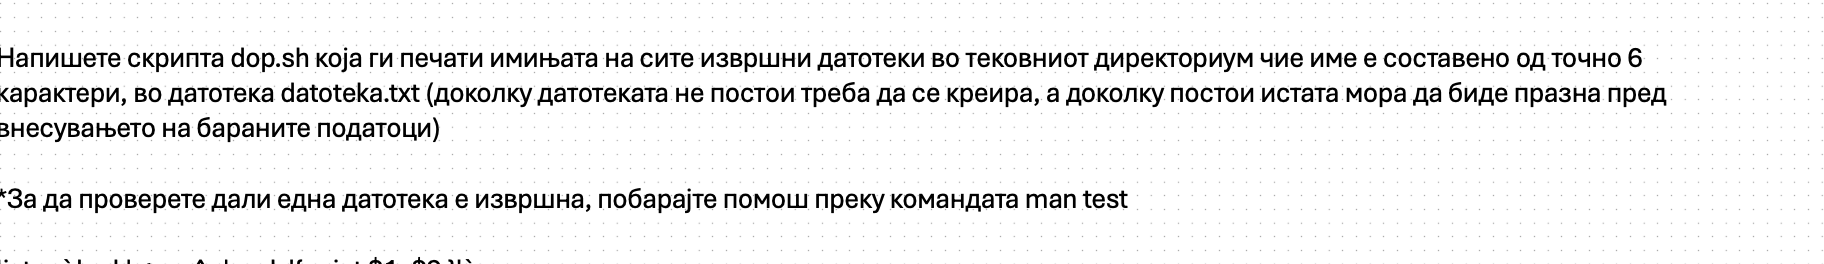 Напишете скрипта dop.sh која ги печати имињата на сите извршни датотеки во тековниот директориум чие име е составено од точно 6
карактери, во датотека datoteka.txt (доколку датотеката не постои треба да се креира, а доколку постои истата мора да биде празна пред
внесувањето на бараните податоци)
*За да проверете дали една датотека е извршна, побарајте помош преку командата man test